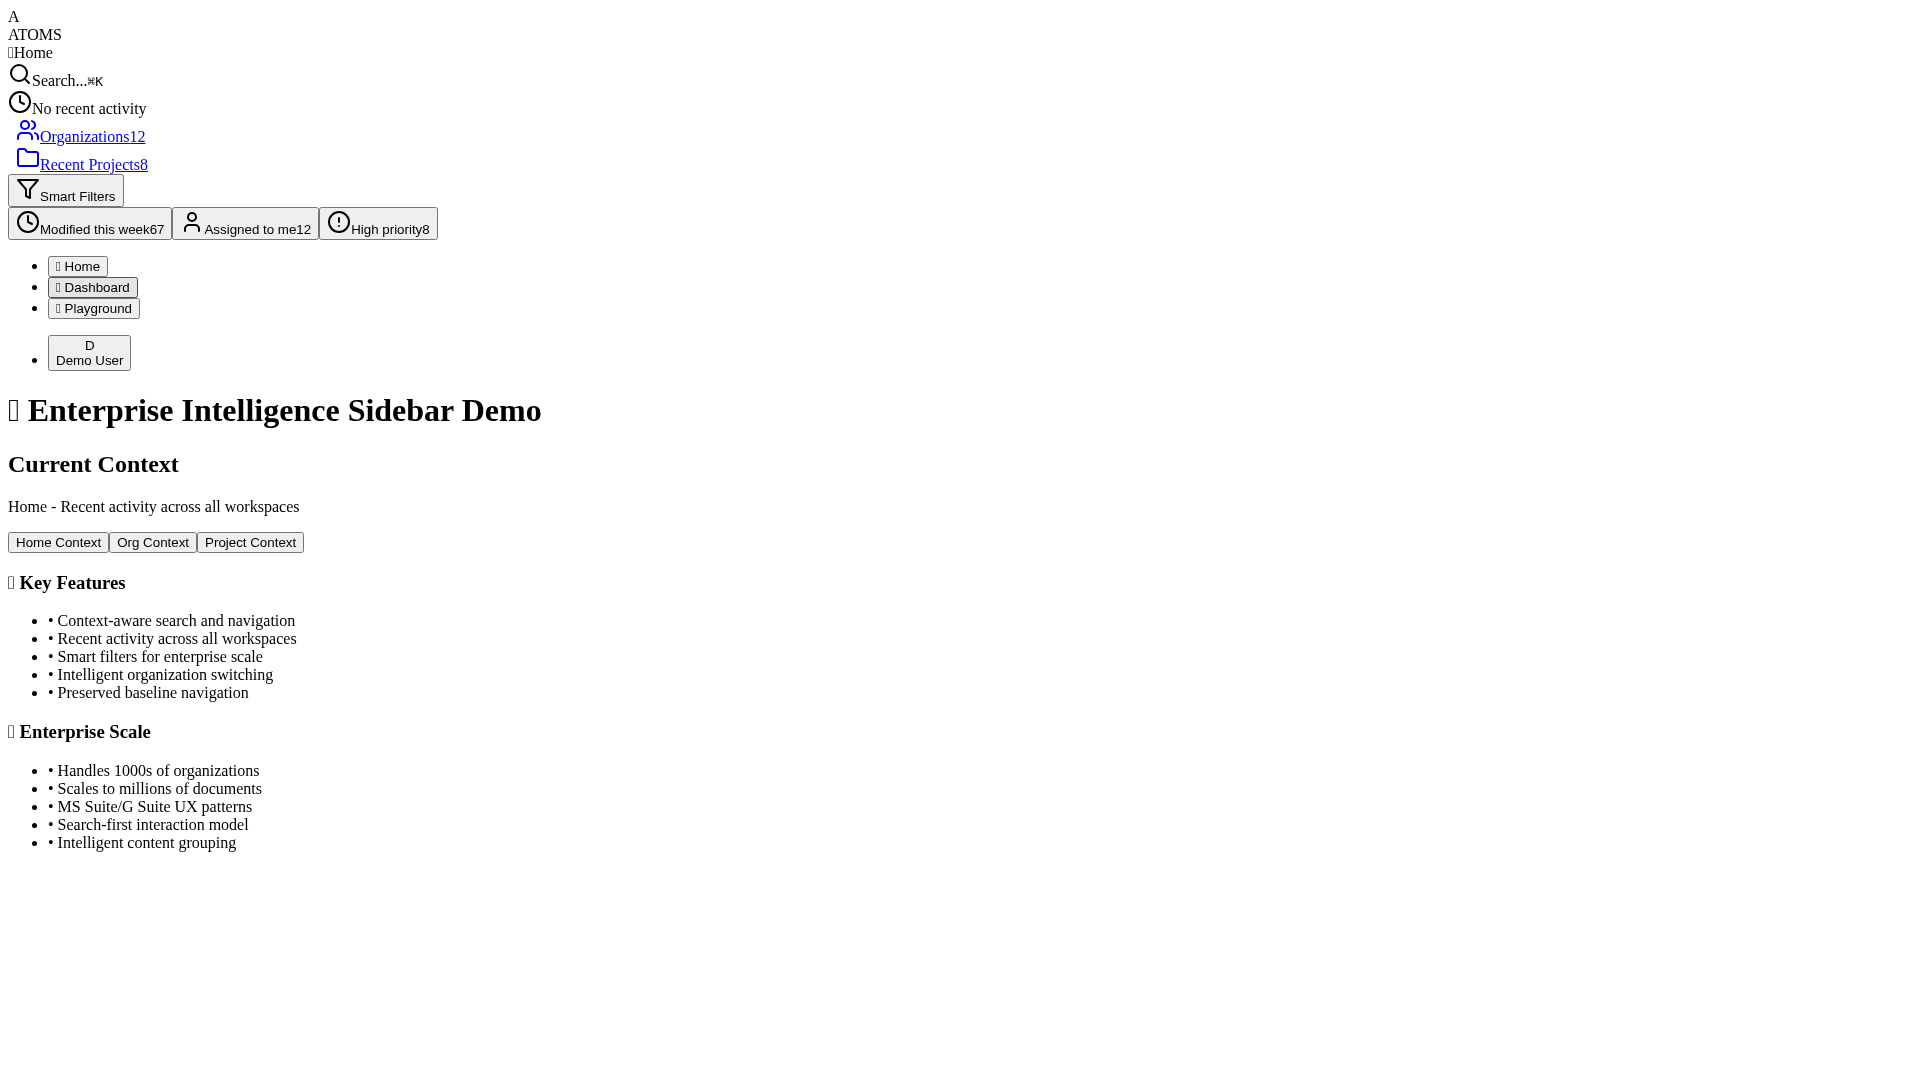 A
ATOMS
Home
Search...⌘K
No recent activity
Organizations12
Recent Projects8
Smart Filters
Modified this week67 Assigned to me12 High priority8
Home
Dashboard
Playground
D
Demo User
Enterprise Intelligence Sidebar Demo
Current Context
Home - Recent activity across all workspaces
Home Context Org Context Project Context
Key Features
• Context-aware search and navigation
• Recent activity across all workspaces
• Smart filters for enterprise scale
• Intelligent organization switching
• Preserved baseline navigation
Enterprise Scale
• Handles 1000s of organizations
• Scales to millions of documents
• MS Suite/G Suite UX patterns
• Search-first interaction model
• Intelligent content grouping